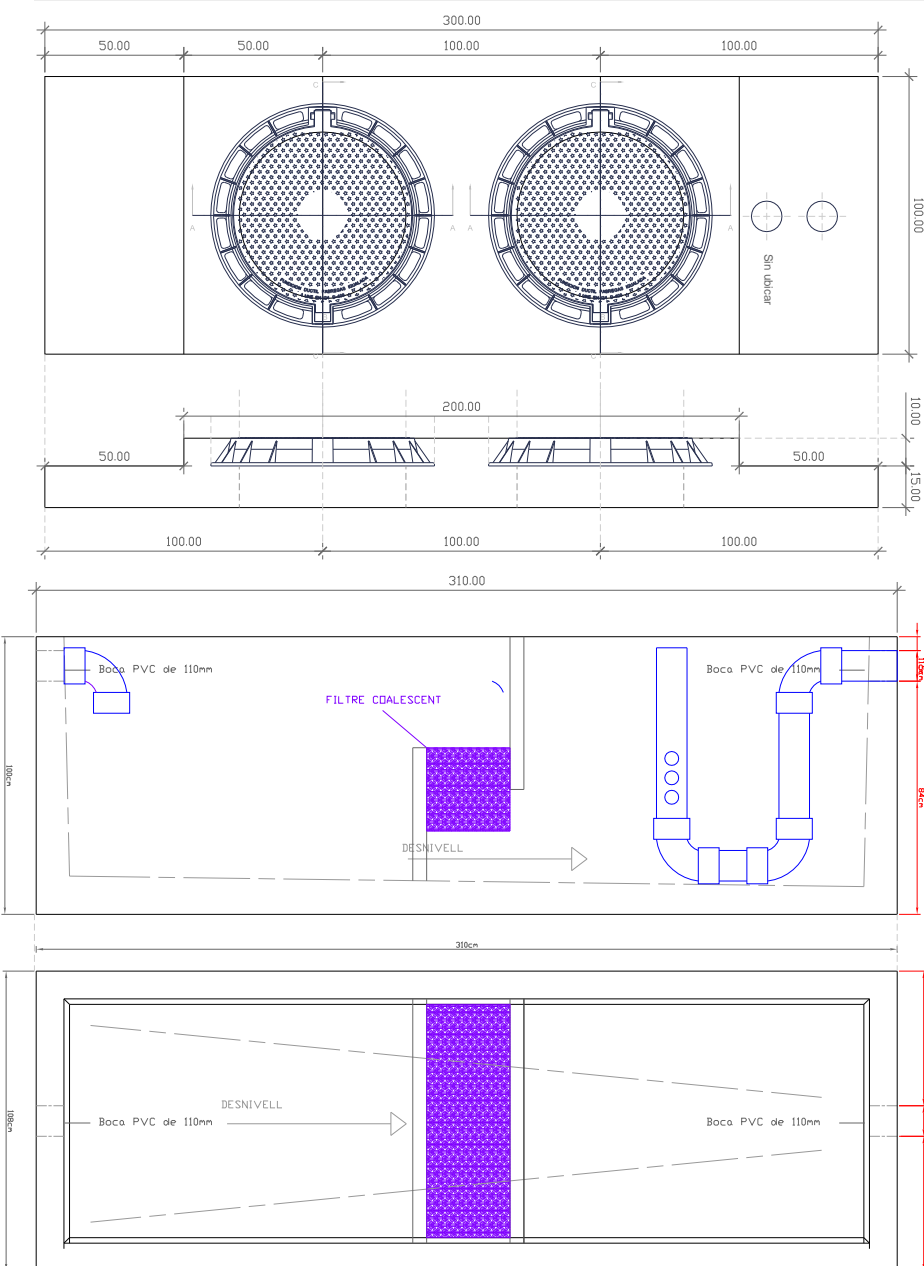 300.00
50.00
50.00
100.00
100.00
C
C
100.00
A
A
A
A
Sin ubicar
C
C
10.00
200.00
50.00
50.00
15.00
100.00
100.00
100.00
310.00
Boca PVC de 110mm
Boca PVC de 110mm
FILTRE COALESCENT
100cm
84cm
DESNIVELL
310cm
DESNIVELL
Boca PVC de 110mm
Boca PVC de 110mm
108cm